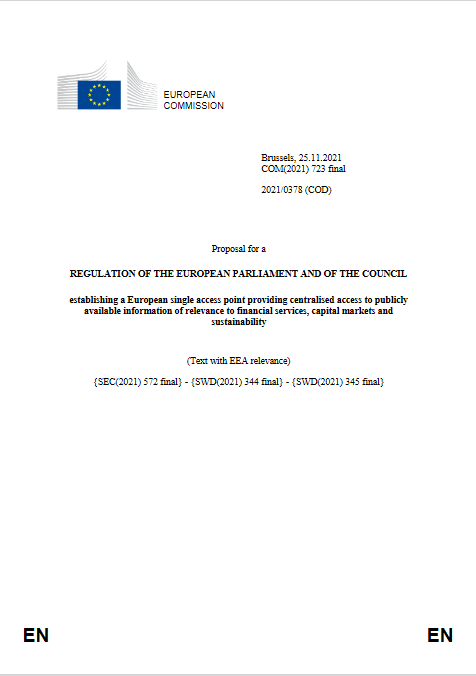 EUROPEAN
COMMISSION
Brussels, 25.11.2021
COM(2021) 723 final
2021/0378 (COD)
Proposal for a
REGULATION OF THE EUROPEAN PARLIAMENT AND OF THE COUNCIL
establishing a European single access point providing centralised access to publicly
available information of relevance to financial services, capital markets and
sustainability
(Text with EEA relevance)
{SEC(2021) 572 final} - {SWD(2021) 344 final} - {SWD(2021) 345 final}
EN EN